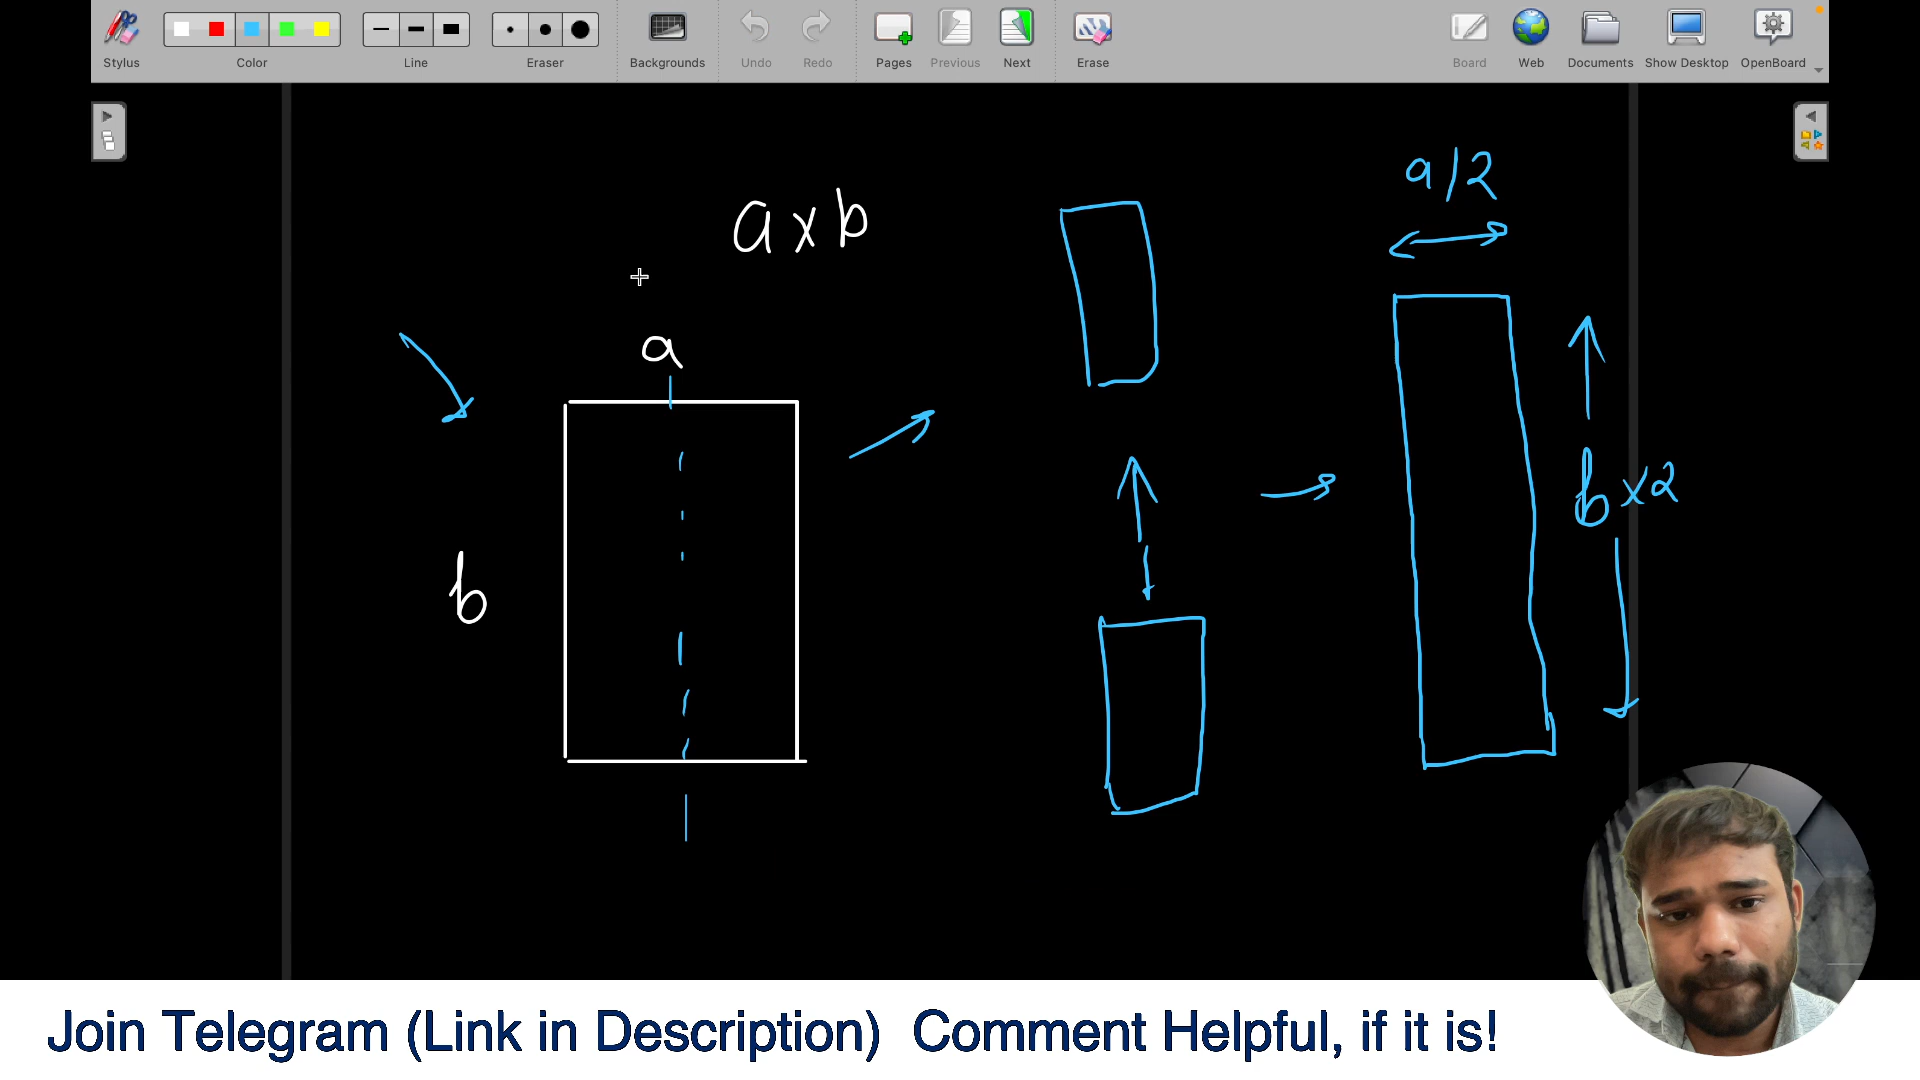 Stylus Color Line Eraser Backgrounds Undo Redo Pages Previous Next Erase Board Web Documents Show Desktop OpenBoard
a/2
a x b
a
b x 2
b
Join Telegram (Link in Description) Comment Helpful, if it is!